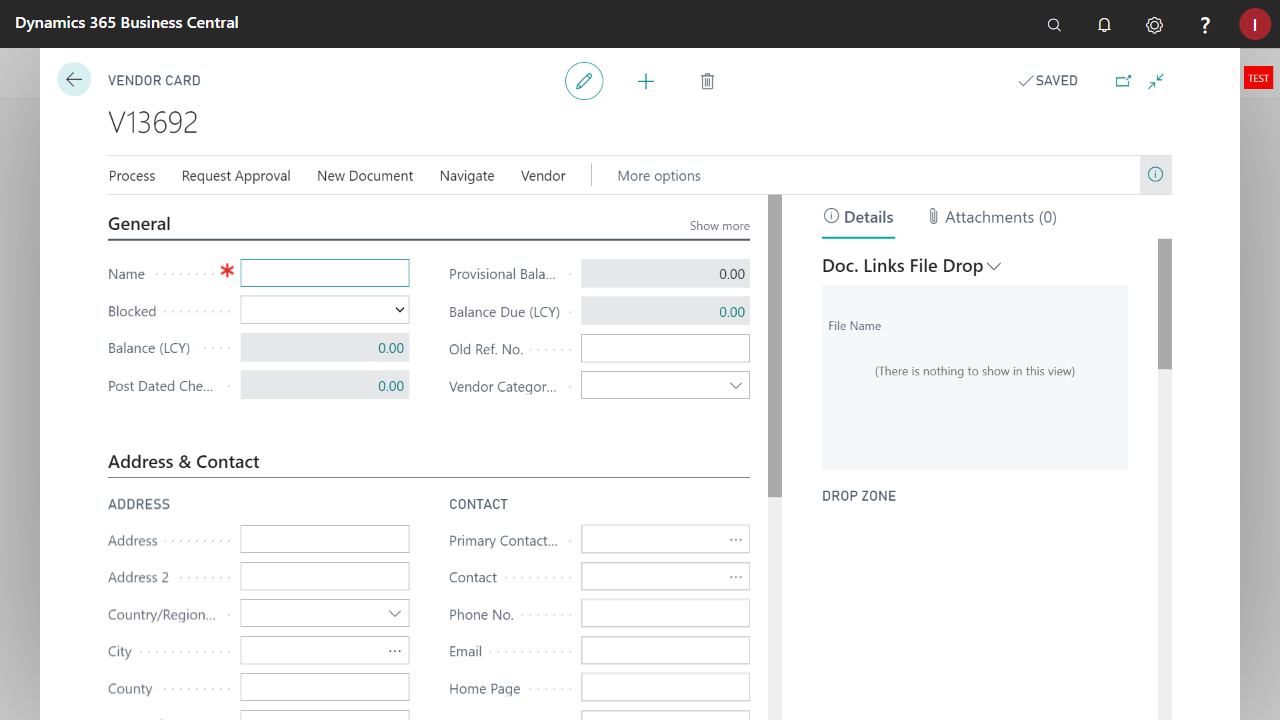 Dynamics 365 Business Central
?
I
TEST
VENDOR CARD
SAVED
V13692
Process
Request Approval
New Document
Navigate
Vendor
More options
General
Show more
Name
Blocked
Balance (LCY)
0.00
Post Dated Che...
0.00
Provisional Bala...
0.00
Balance Due (LCY)
0.00
Old Ref. No.
Vendor Categor...
Address & Contact
ADDRESS
Address
Address 2
Country/Region...
City
County
CONTACT
Primary Contact...
Contact
Phone No.
Email
Home Page
Details
Attachments (0)
Doc. Links File Drop
File Name
(There is nothing to show in this view)
DROP ZONE